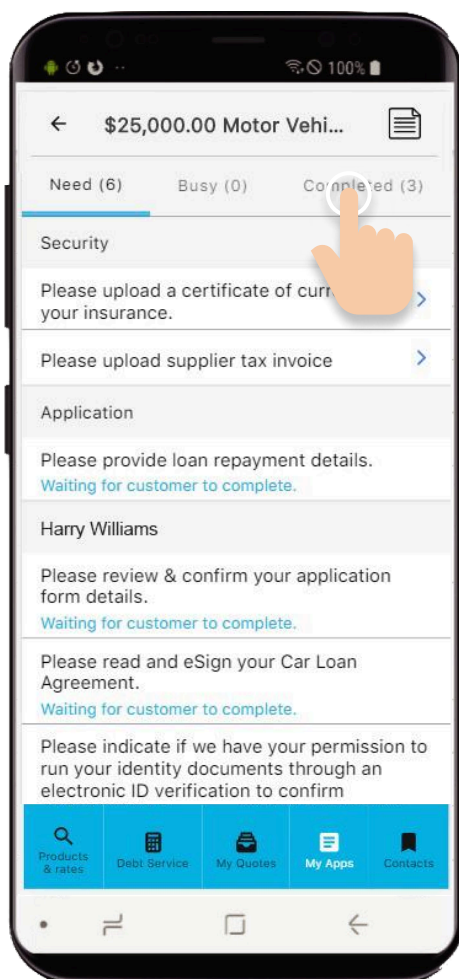 100%
$25,000.00 Motor Vehi...
Need (6) Busy (0) Completed (3)
Security
Please upload a certificate of
your insurance.
Please upload supplier tax invoice
Application
Please provide loan repayment details.
Waiting for customer to complete.
Harry Williams
Please review & confirm your application
form details.
Waiting for customer to complete.
Please read and eSign your Car Loan
Agreement.
Waiting for customer to complete.
Please indicate if we have your permission to
run your identity documents through an
electronic ID verification to confirm
Products
& rates
Debt Service My Quotes My Apps Contacts